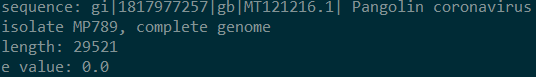 sequence: gi|1817977257|gb|MT121216.1| Pangolin coronavirus
isolate MP789, complete genome
length: 29521
e value: 0.0